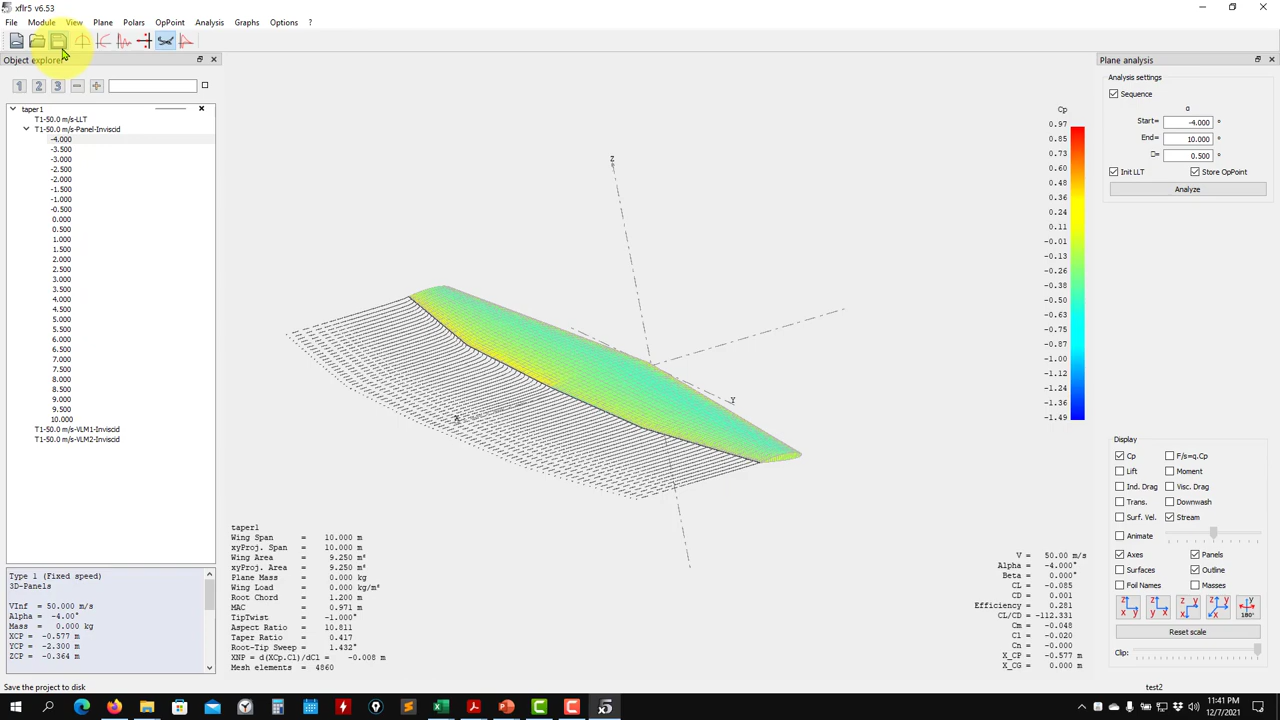 xflr5 v6.53
File Module View Plane Polars OpPoint Analysis Graphs Options ?
Object explorer
1 2 3 − +
taper1
T1-50.0 m/s-LLT
T1-50.0 m/s-Panel-Inviscid
-4.000
-3.500
-3.000
-2.500
-2.000
-1.500
-1.000
-0.500
0.000
0.500
1.000
1.500
2.000
2.500
3.000
3.500
4.000
4.500
5.000
5.500
6.000
6.500
7.000
7.500
8.000
8.500
9.000
9.500
10.000
T1-50.0 m/s-VLM1-Inviscid
T1-50.0 m/s-VLM2-Inviscid
Type 1 (Fixed speed)
3D-Panels
VInf = 50.000 m/s
Alpha = -4.00°
Mass = 0.000 kg
XCP = -0.577 m
YCP = -2.300 m
ZCP = -0.364 m
Save the project to disk
Z
Y
X
taper1
Wing Span = 10.000 m
xyProj. Span = 10.000 m
Wing Area = 9.250 m²
xyProj. Area = 9.250 m²
Plane Mass = 0.000 kg
Wing Load = 0.000 kg/m²
Root Chord = 1.200 m
MAC = 0.971 m
TipTwist = -1.000°
Aspect Ratio = 10.811
Taper Ratio = 0.417
Root-Tip Sweep = 1.432°
XNP = d(XCp.Cl)/dCl = -0.008 m
Mesh elements = 4860
Cp
0.97
0.85
0.73
0.60
0.48
0.36
0.24
0.11
-0.01
-0.13
-0.26
-0.38
-0.50
-0.63
-0.75
-0.87
-0.99
-1.12
-1.24
-1.36
-1.49
V = 50.00 m/s
Alpha = -4.000°
Beta = 0.000°
CL = -0.085
CD = 0.001
Efficiency = 0.281
CL/CD = -112.331
Cm = -0.048
Cl = -0.020
Cn = -0.000
X_CP = -0.577 m
X_CG = 0.000 m
Plane analysis
Analysis settings
Sequence
α
Start= -4.000 °
End= 10.000 °
□= 0.500 °
Init LLT Store OpPoint
Analyze
Display
Cp F/s=q.Cp
Lift Moment
Ind. Drag Visc. Drag
Trans. Downwash
Surf. Vel. Stream
Animate
Axes Panels
Surfaces Outline
Foil Names Masses
z x y z y x z x y z y x z x y 180°
Reset scale
Clip:
test2
x5
11:41 PM
12/7/2021